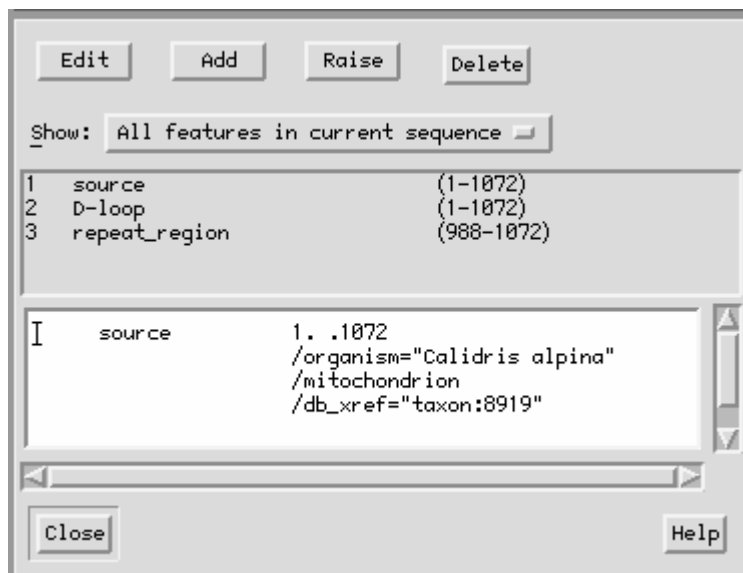 Edit Add Raise Delete
Show: All features in current sequence
1 source (1-1072)
2 D-loop (1-1072)
3 repeat_region (988-1072)
source 1. .1072
/organism="Calidris alpina"
/mitochondrion
/db_xref="taxon:8919"
Close Help